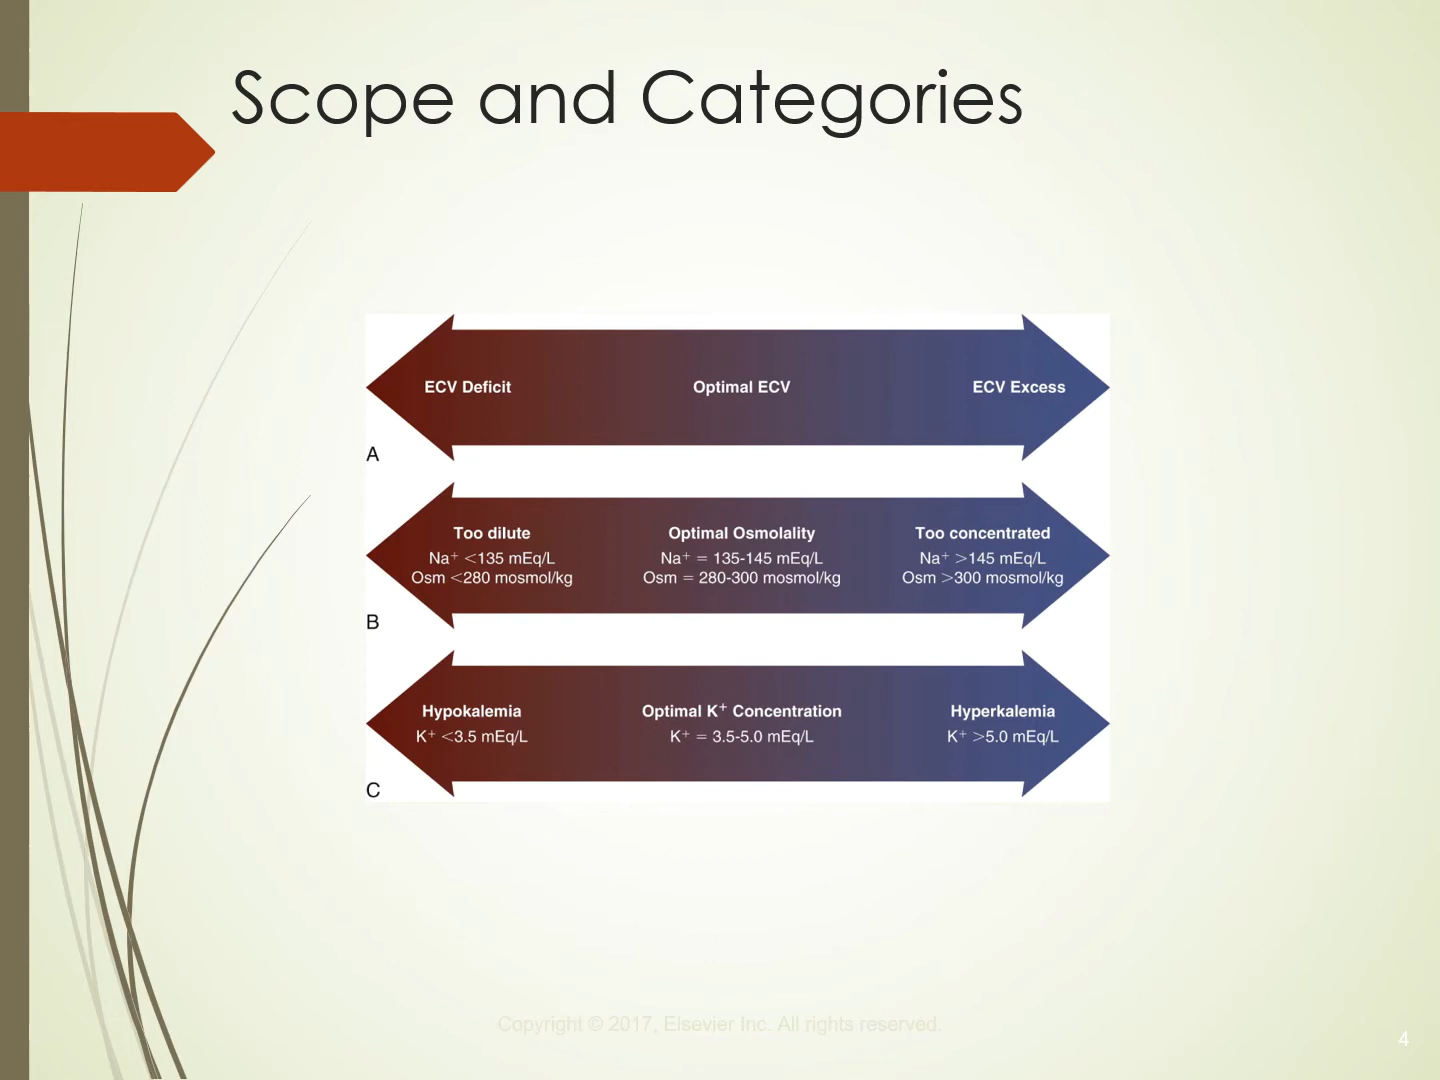 Scope and Categories
ECV Deficit Optimal ECV ECV Excess
A
Too dilute Optimal Osmolality Too concentrated
Na⁺ <135 mEq/L Na⁺ = 135-145 mEq/L Na⁺ >145 mEq/L
Osm <280 mosmol/kg Osm = 280-300 mosmol/kg Osm >300 mosmol/kg
B
Hypokalemia Optimal K⁺ Concentration Hyperkalemia
K⁺ <3.5 mEq/L K⁺ = 3.5-5.0 mEq/L K⁺ >5.0 mEq/L
C
Copyright © 2017, Elsevier Inc. All rights reserved.
4